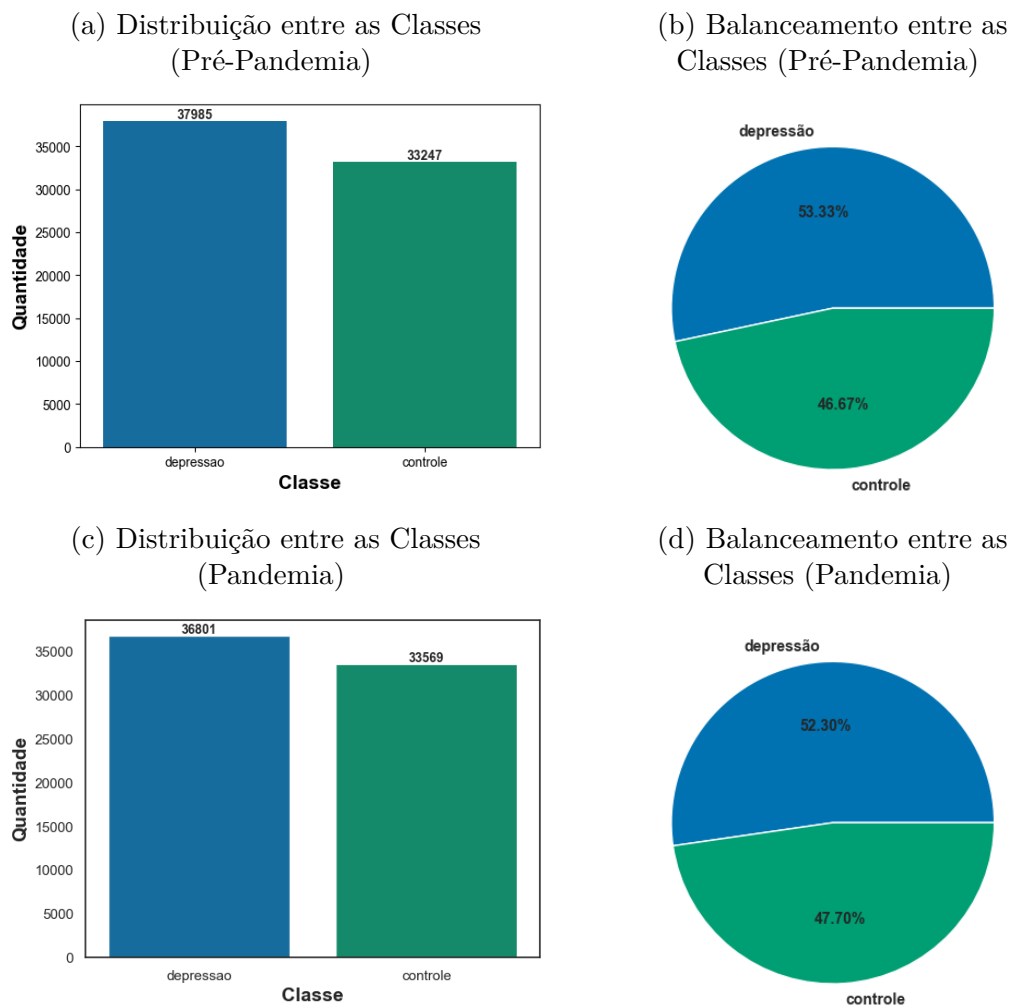 (a) Distribuição entre as Classes
(Pré-Pandemia)
37985
33247
35000
30000
25000
20000
15000
10000
5000
0
Quantidade
depressao
controle
Classe
(b) Balanceamento entre as
Classes (Pré-Pandemia)
depressão
53.33%
46.67%
controle
(c) Distribuição entre as Classes
(Pandemia)
36801
33569
35000
30000
25000
20000
15000
10000
5000
0
Quantidade
depressao
controle
Classe
(d) Balanceamento entre as
Classes (Pandemia)
depressão
52.30%
47.70%
controle